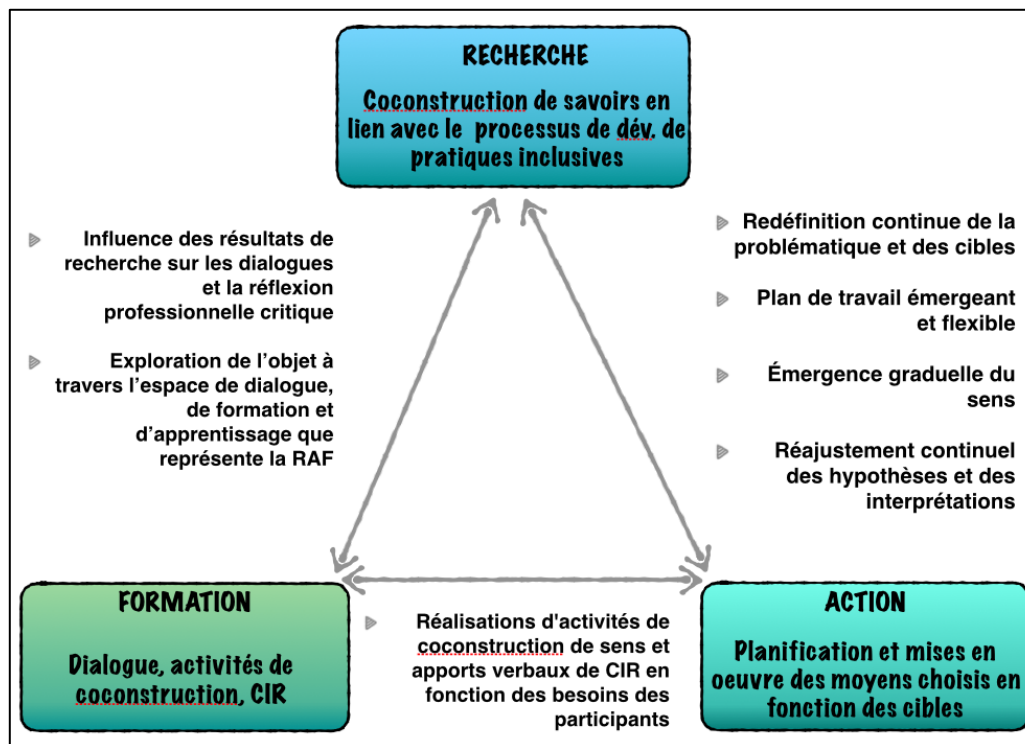 RECHERCHE
Coconstruction de savoirs en
lien avec le processus de dév. de
pratiques inclusives
Influence des résultats de
recherche sur les dialogues
et la réflexion
professionnelle critique
Exploration de l'objet à
travers l'espace de dialogue,
de formation et
d'apprentissage que
représente la RAF
Redéfinition continue de la
problématique et des cibles
Plan de travail émergeant
et flexible
Émergence graduelle du
sens
Réajustement continuel
des hypothèses et des
interprétations
FORMATION
Dialogue, activités de
coconstruction, CIR
Réalisations d'activités de
coconstruction de sens et
apports verbaux de CIR en
fonction des besoins des
participants
ACTION
Planification et mises en
oeuvre des moyens choisis en
fonction des cibles